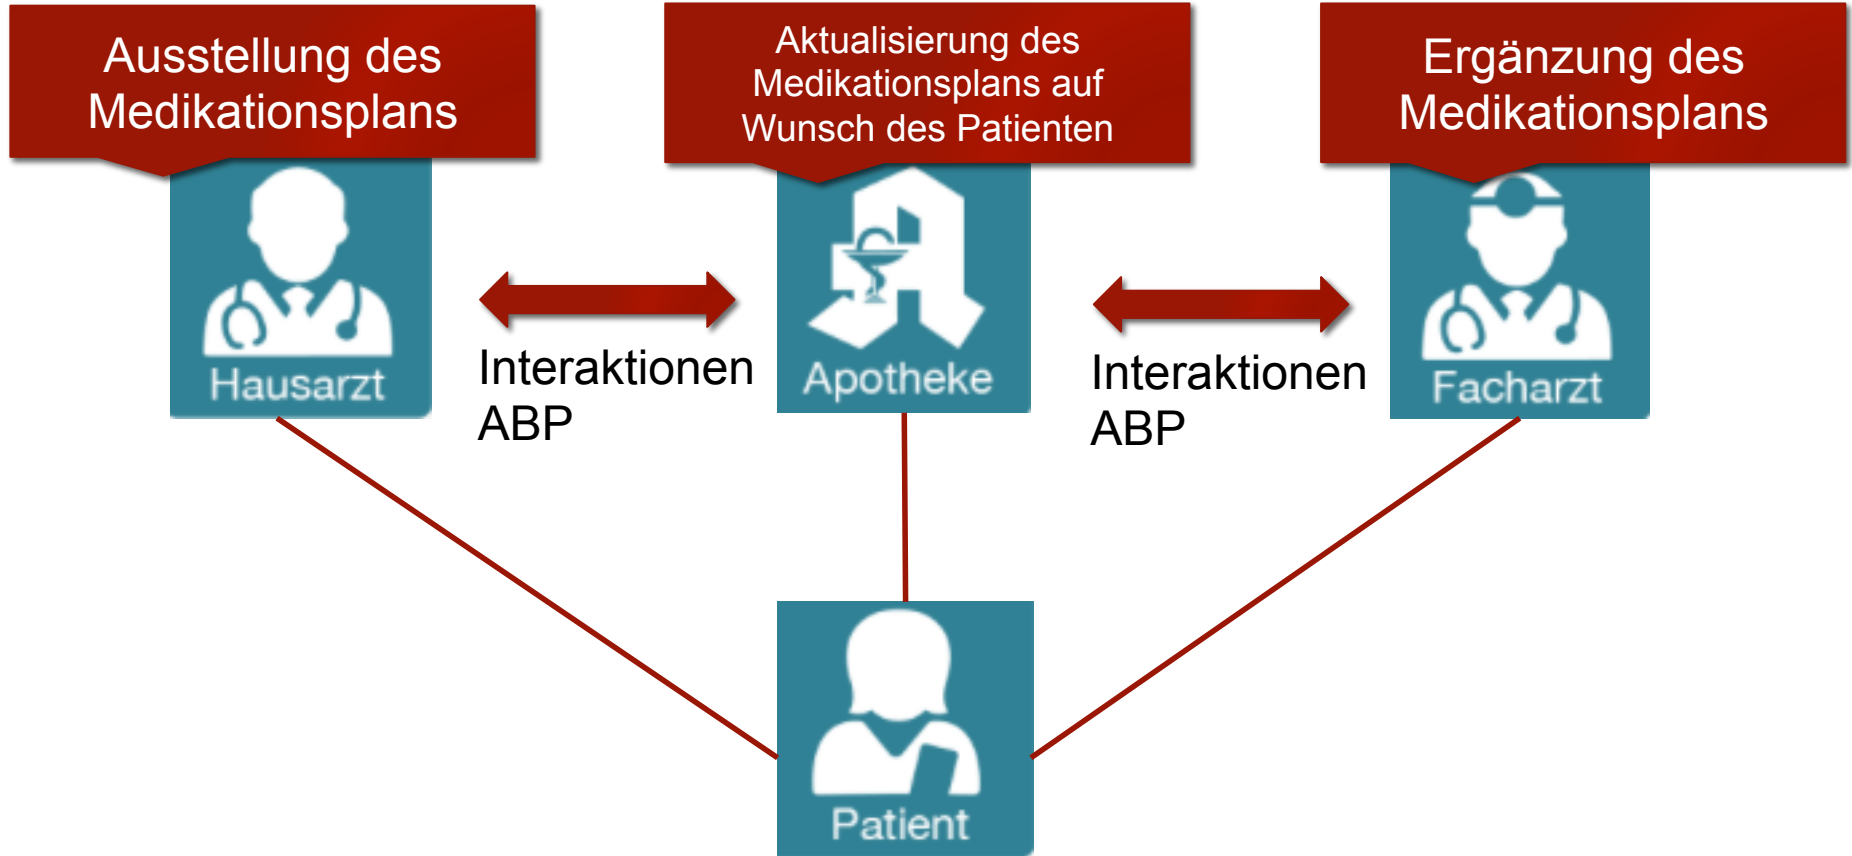 Ausstellung des
Medikationsplans
Aktualisierung des
Medikationsplans auf
Wunsch des Patienten
Ergänzung des
Medikationsplans
Hausarzt
Interaktionen
ABP
Apotheke
Interaktionen
ABP
Facharzt
Patient